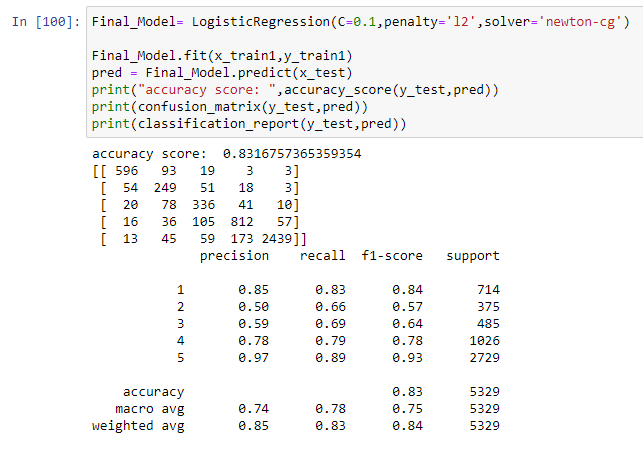 In [100]: Final_Model= LogisticRegression(C=0.1,penalty='l2',solver='newton-cg')
Final_Model.fit(x_train1,y_train1)
pred = Final_Model.predict(x_test)
print("accuracy score: ",accuracy_score(y_test,pred))
print(confusion_matrix(y_test,pred))
print(classification_report(y_test,pred))
accuracy score:  0.8316757365359354
[[ 596   93   19    3    3]
 [  54  249   51   18    3]
 [  20   78  336   41   10]
 [  16   36  105  812   57]
 [  13   45   59  173 2439]]
              precision    recall  f1-score   support
           1       0.85      0.83      0.84       714
           2       0.50      0.66      0.57       375
           3       0.59      0.69      0.64       485
           4       0.78      0.79      0.78      1026
           5       0.97      0.89      0.93      2729
    accuracy                           0.83      5329
   macro avg       0.74      0.78      0.75      5329
weighted avg       0.85      0.83      0.84      5329